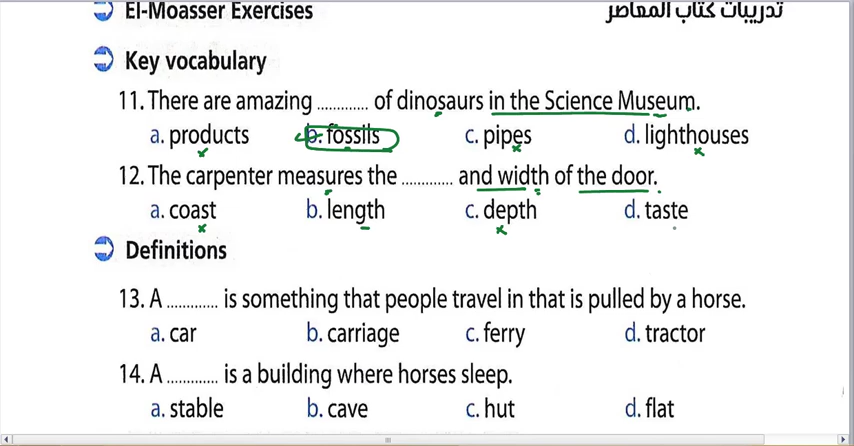 El-Moasser Exercises تدريبات كتاب المعاصر
Key vocabulary
11. There are amazing ............ of dinosaurs in the Science Museum.
a. products b. fossils c. pipes d. lighthouses
12. The carpenter measures the ............ and width of the door.
a. coast b. length c. depth d. taste
Definitions
13. A ............ is something that people travel in that is pulled by a horse.
a. car b. carriage c. ferry d. tractor
14. A ............ is a building where horses sleep.
a. stable b. cave c. hut d. flat